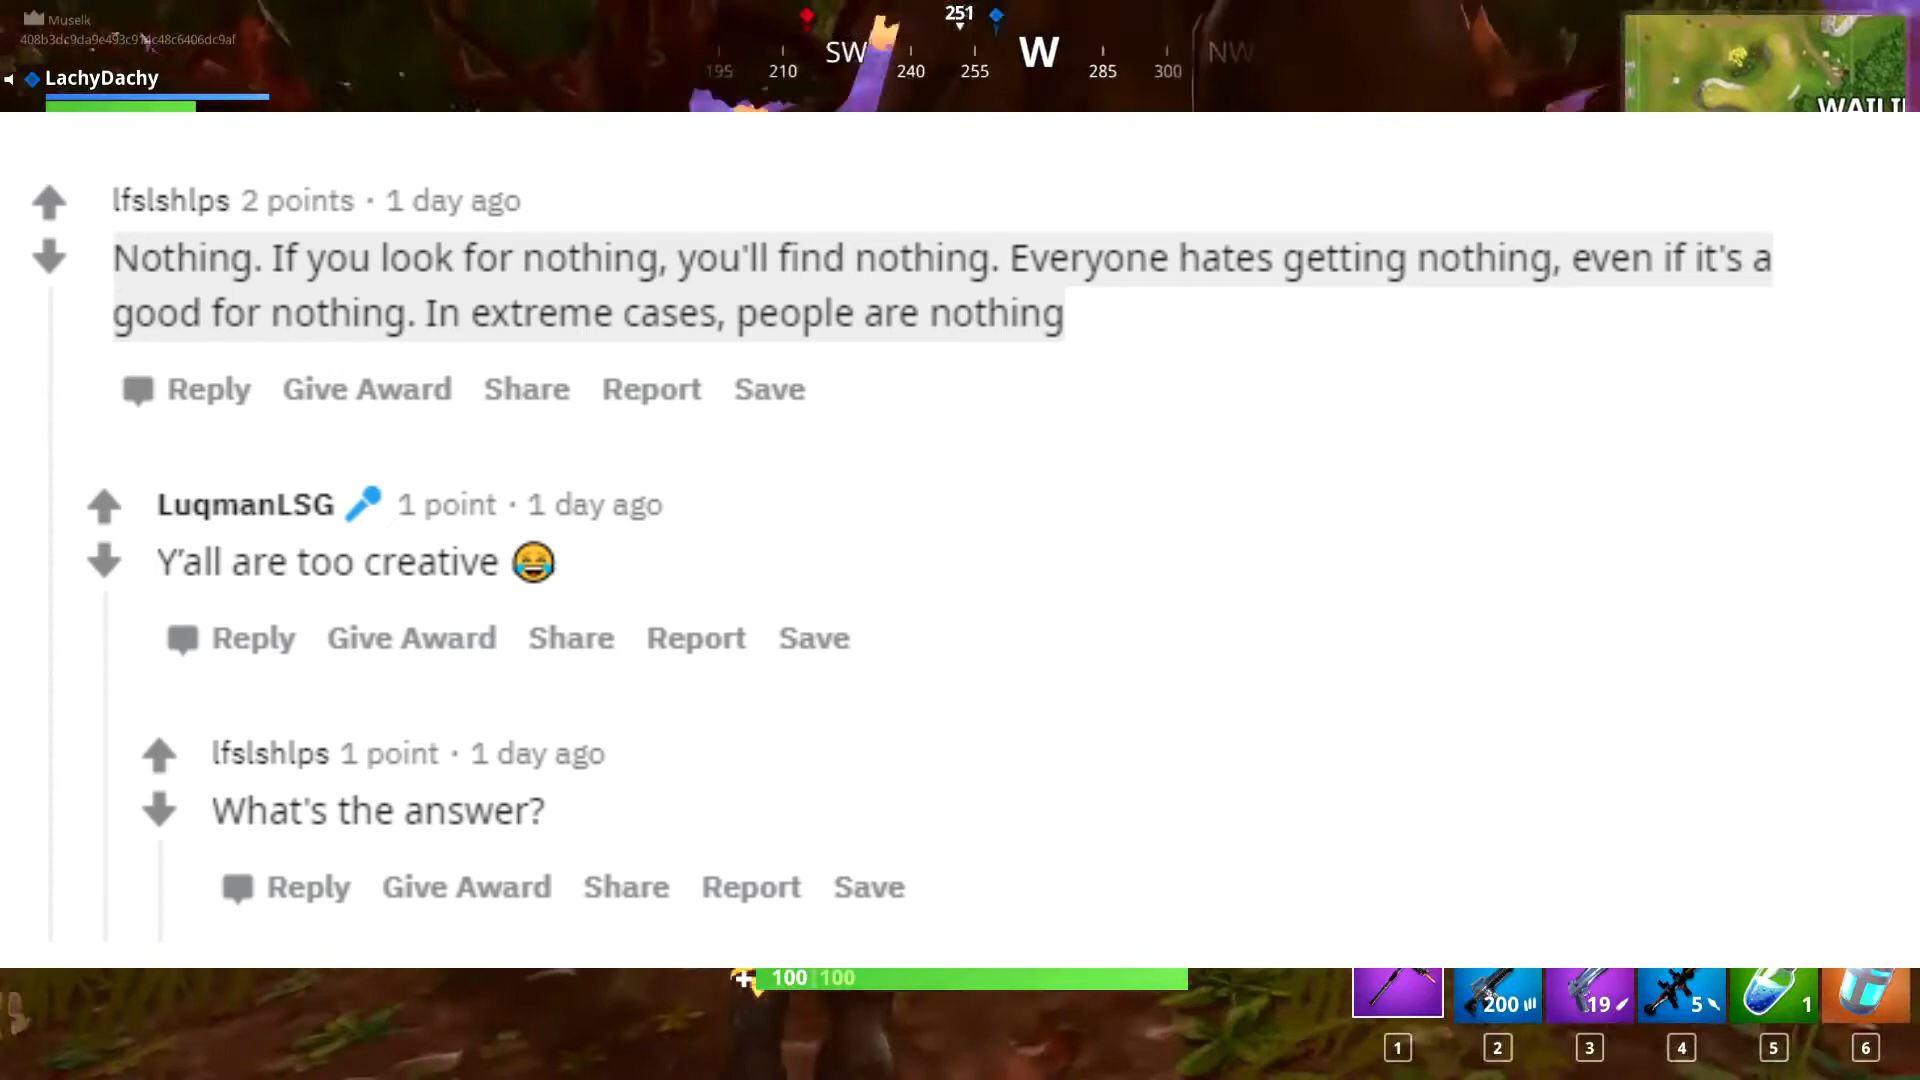 Muselk
251
SW W NW
195 210 240 255 285 300
LachyDachy
lfslshlps 2 points · 1 day ago
Nothing. If you look for nothing, you'll find nothing. Everyone hates getting nothing, even if it's a
good for nothing. In extreme cases, people are nothing
Reply Give Award Share Report Save
LuqmanLSG 🎤 1 point · 1 day ago
Y’all are too creative 😂
Reply Give Award Share Report Save
lfslshlps 1 point · 1 day ago
What's the answer?
Reply Give Award Share Report Save
100 100
200 19 5 1
1 2 3 4 5 6